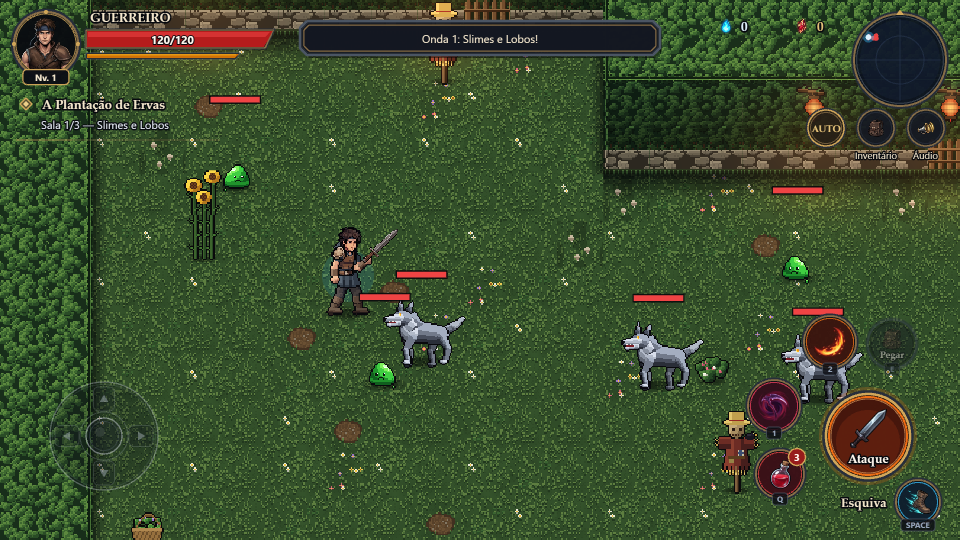 GUERREIRO
120/120
Nv. 1
Onda 1: Slimes e Lobos!
0
0
A Plantação de Ervas
Sala 1/3 — Slimes e Lobos
AUTO
Inventário
Áudio
2
Pegar
1
Ataque
3
Q
Esquiva
SPACE